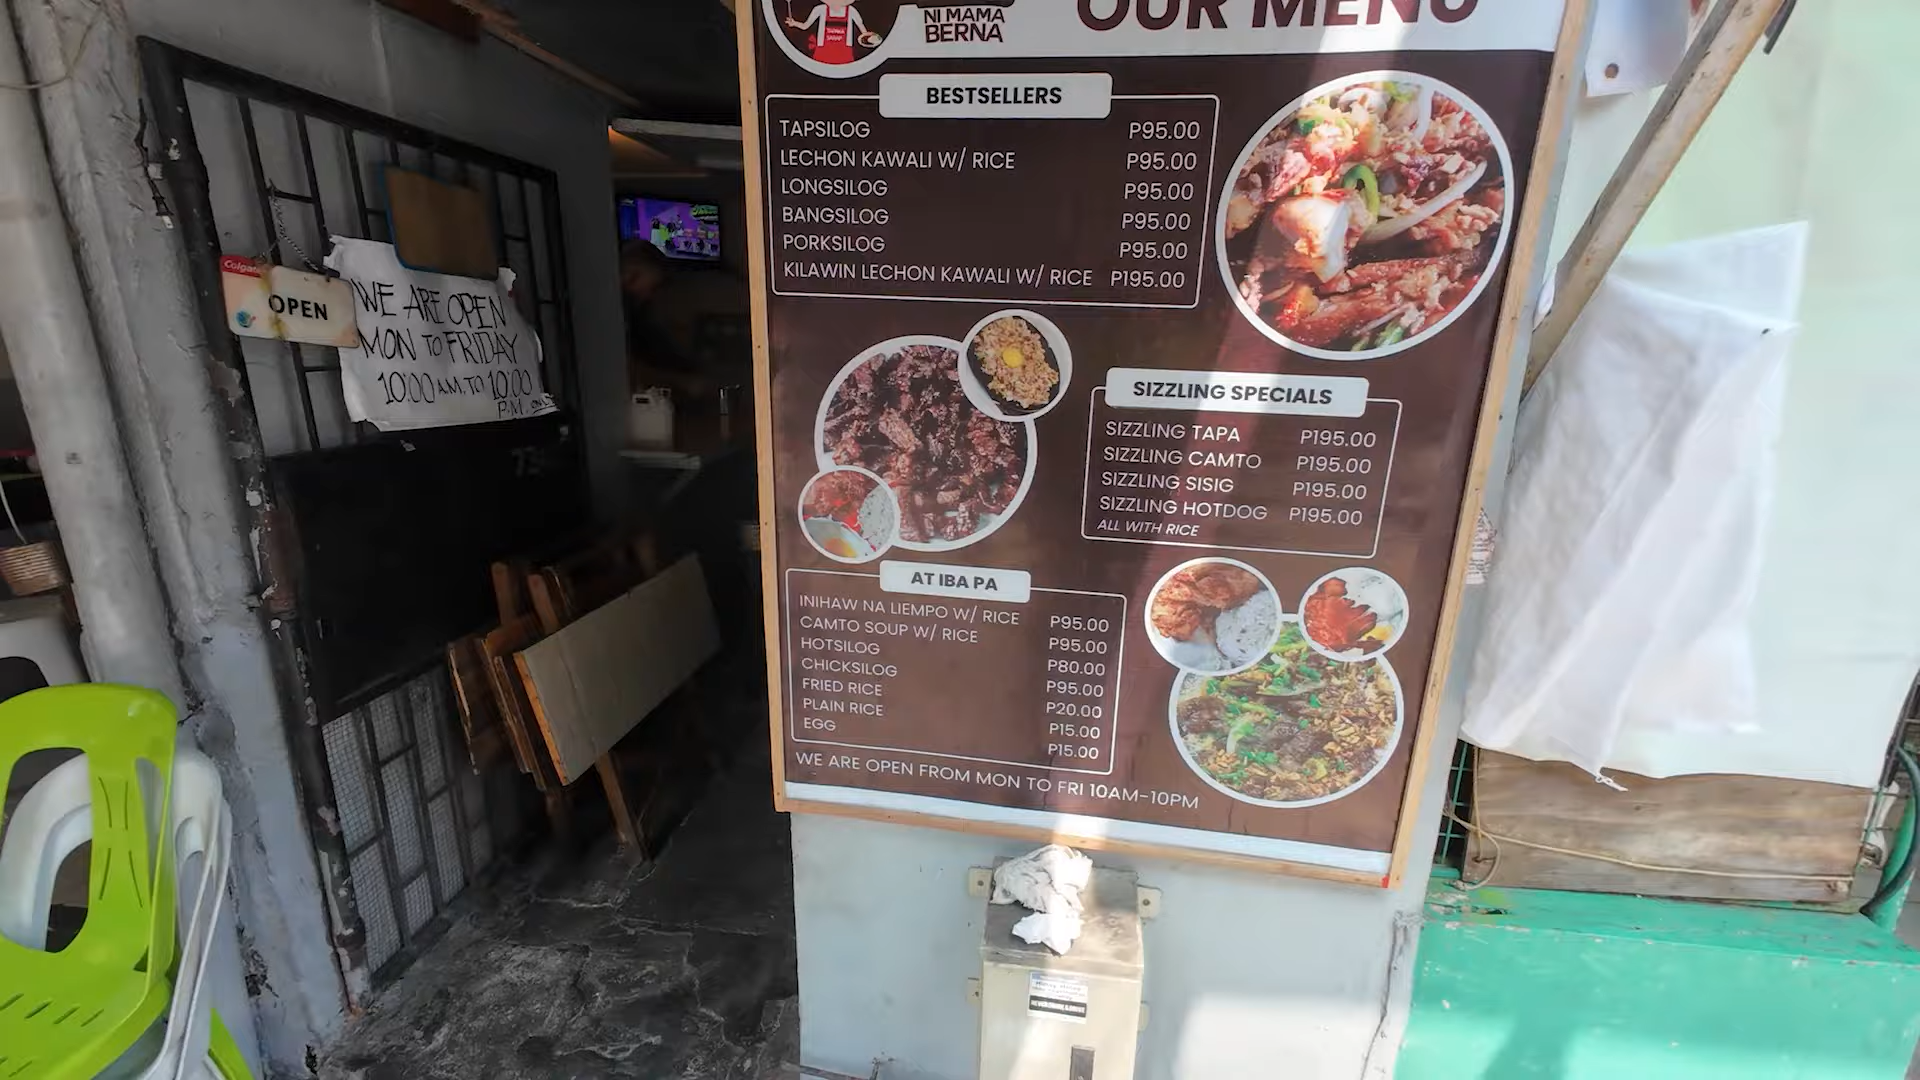 NI MAMA
BERNA
OUR MENU
BESTSELLERS
TAPSILOG P95.00
LECHON KAWALI W/ RICE P95.00
LONGSILOG P95.00
BANGSILOG P95.00
PORKSILOG P95.00
KILAWIN LECHON KAWALI W/ RICE P195.00
SIZZLING SPECIALS
SIZZLING TAPA P195.00
SIZZLING CAMTO P195.00
SIZZLING SISIG P195.00
SIZZLING HOTDOG P195.00
ALL WITH RICE
AT IBA PA
INIHAW NA LIEMPO W/ RICE P95.00
CAMTO SOUP W/ RICE P95.00
HOTSILOG P80.00
CHICKSILOG P95.00
FRIED RICE P20.00
PLAIN RICE P15.00
EGG P15.00
WE ARE OPEN FROM MON TO FRI 10AM-10PM
Colgate
OPEN
WE ARE OPEN
MON TO FRIDAY
10:00 A.M. TO 10:00
P.M.